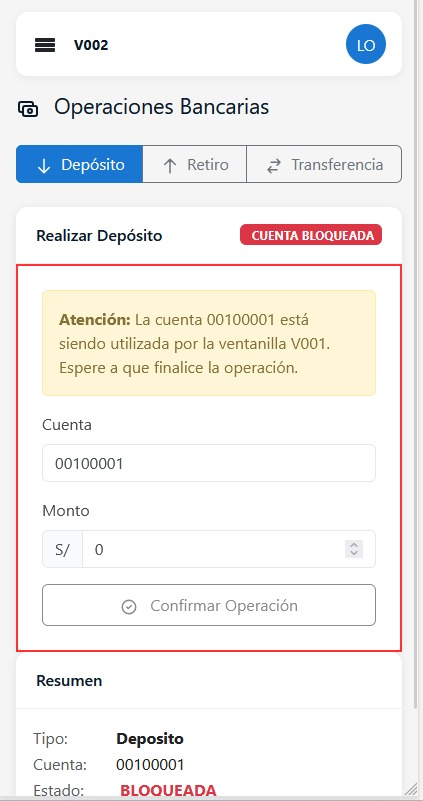 V002
LO
Operaciones Bancarias
Depósito
Retiro
Transferencia
Realizar Depósito
CUENTA BLOQUEADA
Atención: La cuenta 00100001 está
siendo utilizada por la ventanilla V001.
Espere a que finalice la operación.
Cuenta
00100001
Monto
S/ 0
Confirmar Operación
Resumen
Tipo: Deposito
Cuenta: 00100001
Estado: BLOQUEADA